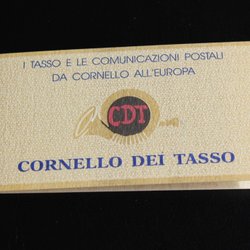 I TASSO E LE COMUNICAZIONI POSTALI
DA CORNELLO ALL'EUROPA
CDT
CORNELLO DEI TASSO